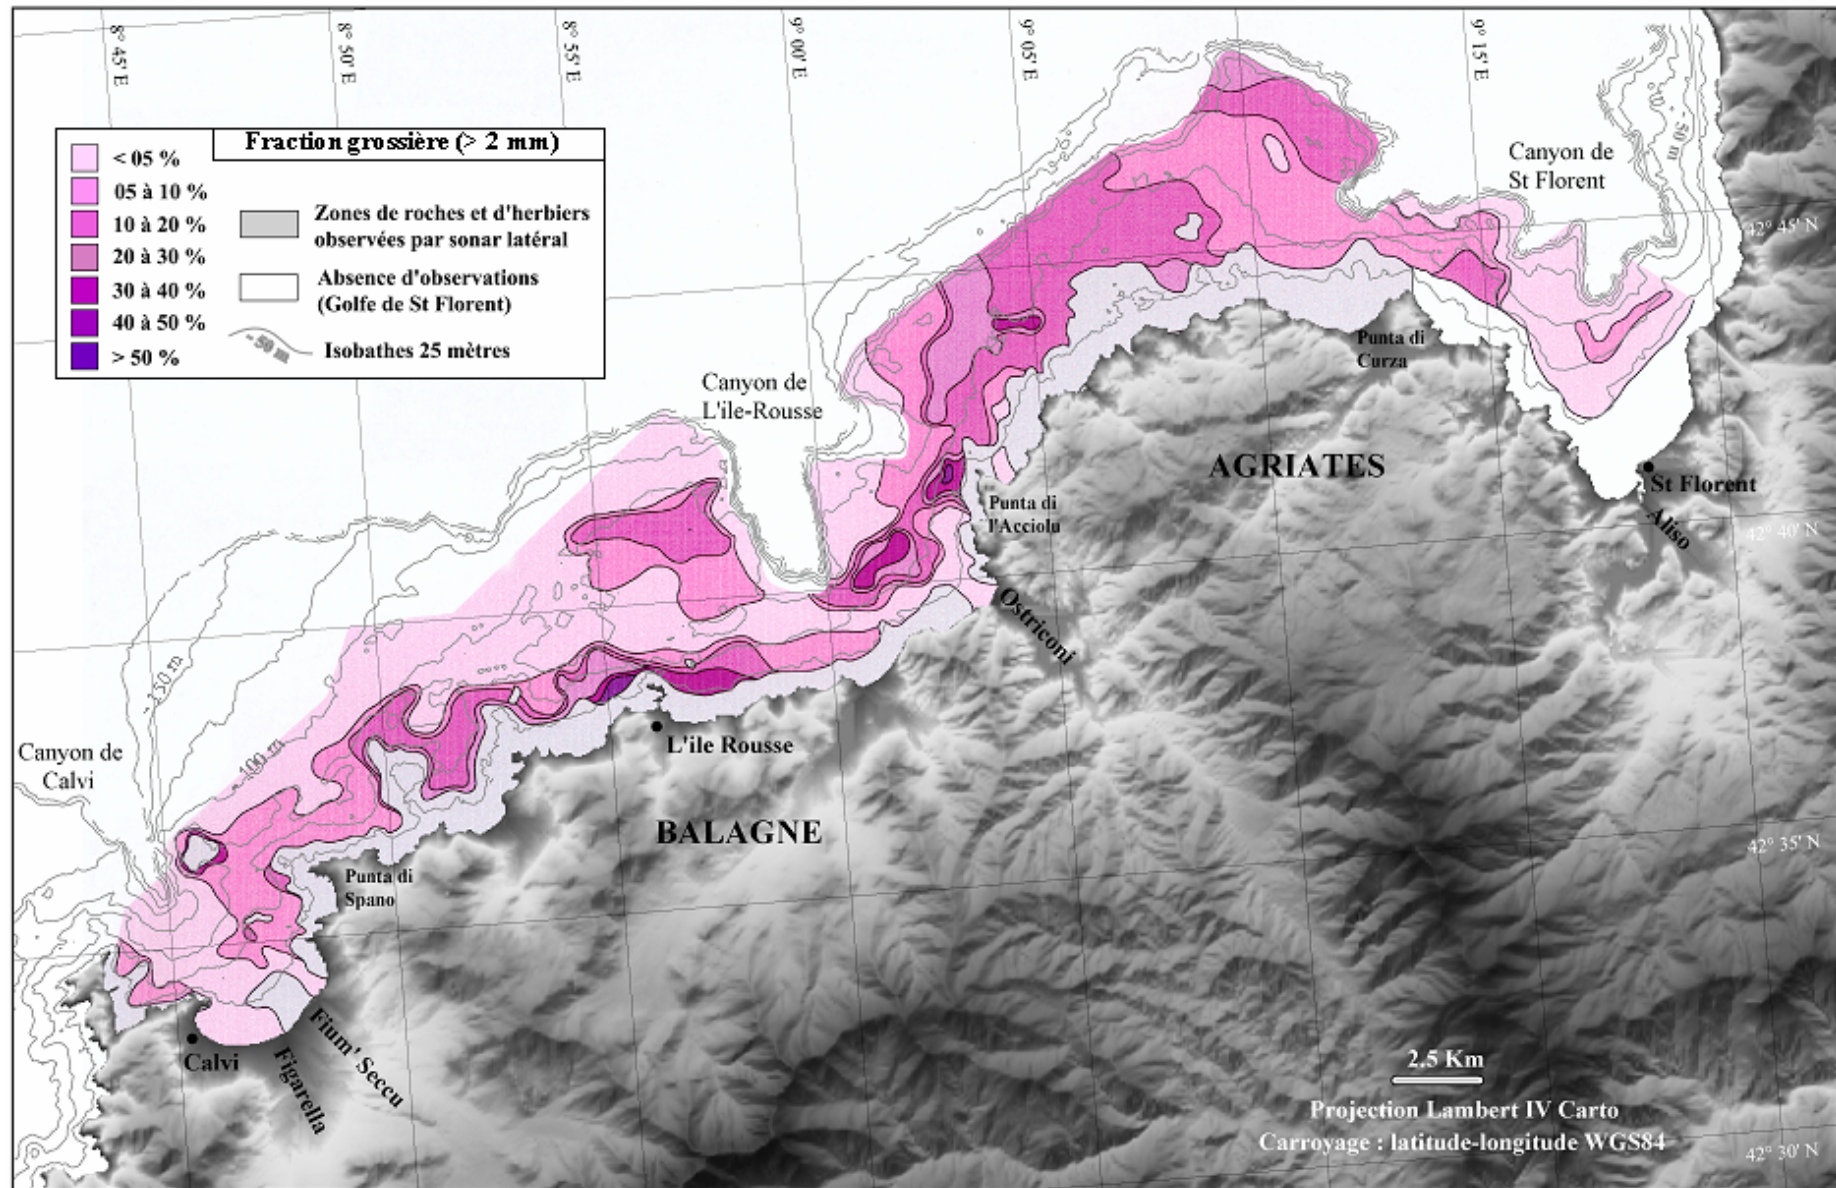 8° 45' E
8° 50' E
8° 55' E
9° 00' E
9° 05' E
9° 15' E
Fraction grossière (> 2 mm)
< 05 %
05 à 10 %
10 à 20 %
20 à 30 %
30 à 40 %
40 à 50 %
> 50 %
Zones de roches et d'herbiers
observées par sonar latéral
Absence d'observations
(Golfe de St Florent)
- 50 m
Isobathes 25 mètres
- 50 m
Canyon de
St Florent
42° 45' N
Punta di
Curza
Canyon de
L'ile-Rousse
AGRIATES
St Florent
Aliso
42° 40' N
Punta di
l'Acciolu
Ostriconi
-150 m
-100 m
L'ile Rousse
Canyon de
Calvi
BALAGNE
42° 35' N
Punta di
Spano
Calvi
Figarella
Fium' Seccu
2.5 Km
Projection Lambert IV Carto
Carroyage : latitude-longitude WGS84
42° 30' N